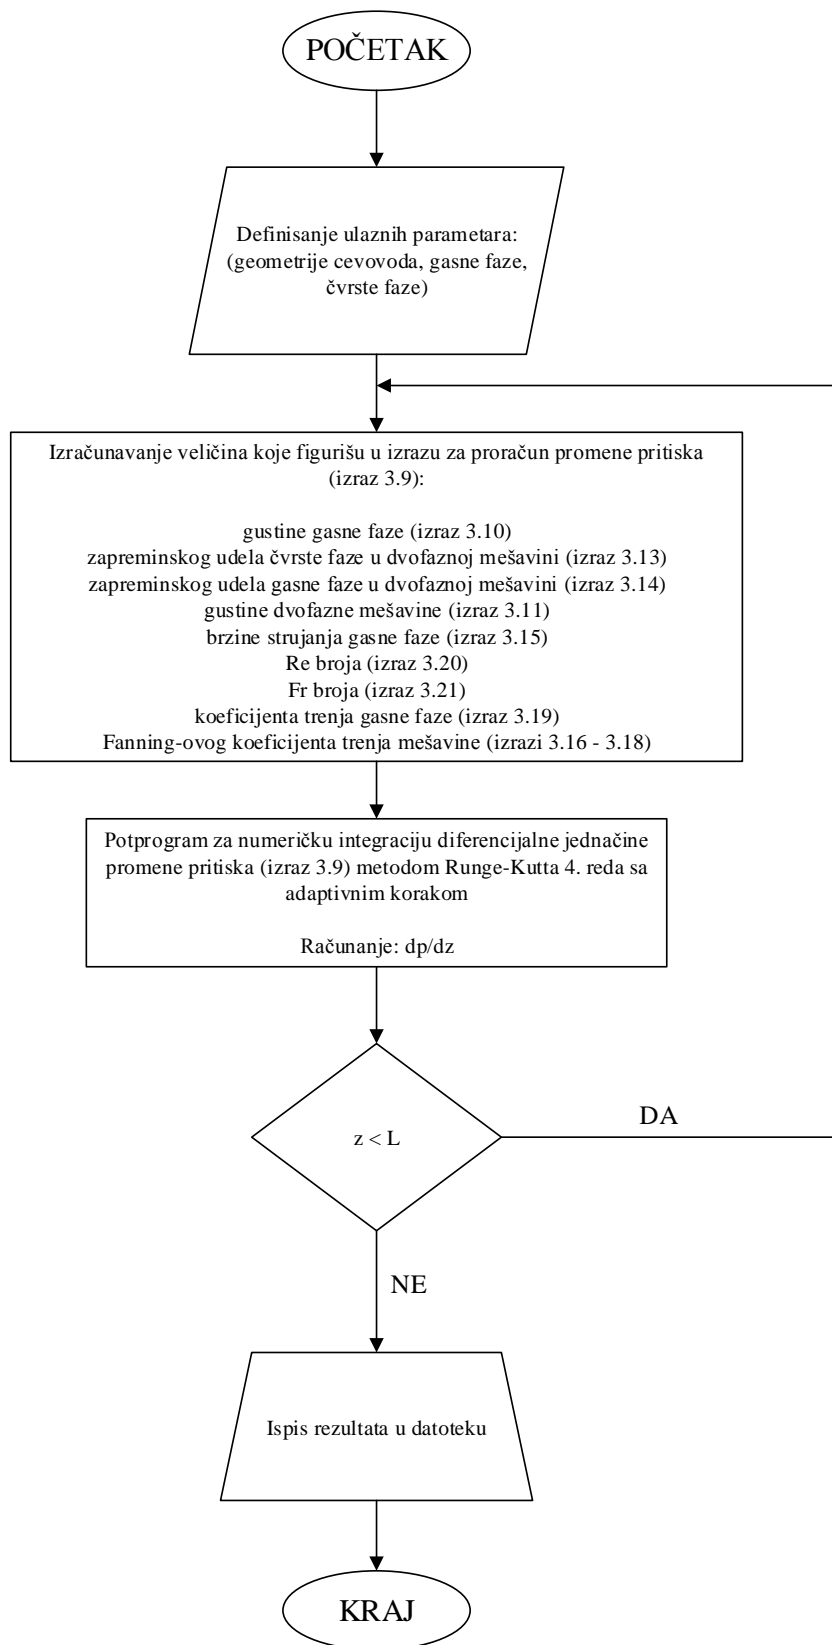 POČETAK
Definisanje ulaznih parametara:
(geometrije cevovoda, gasne faze,
čvrste faze)
Izračunavanje veličina koje figurišu u izrazu za proračun promene pritiska
(izraz 3.9):
gustine gasne faze (izraz 3.10)
zapreminskog udela čvrste faze u dvofaznoj mešavini (izraz 3.13)
zapreminskog udela gasne faze u dvofaznoj mešavini (izraz 3.14)
gustine dvofazne mešavine (izraz 3.11)
brzine strujanja gasne faze (izraz 3.15)
Re broja (izraz 3.20)
Fr broja (izraz 3.21)
koeficijenta trenja gasne faze (izraz 3.19)
Fanning-ovog koeficijenta trenja mešavine (izrazi 3.16 - 3.18)
Potprogram za numeričku integraciju diferencijalne jednačine
promene pritiska (izraz 3.9) metodom Runge-Kutta 4. reda sa
adaptivnim korakom
Računanje: dp/dz
z < L
DA
NE
Ispis rezultata u datoteku
KRAJ